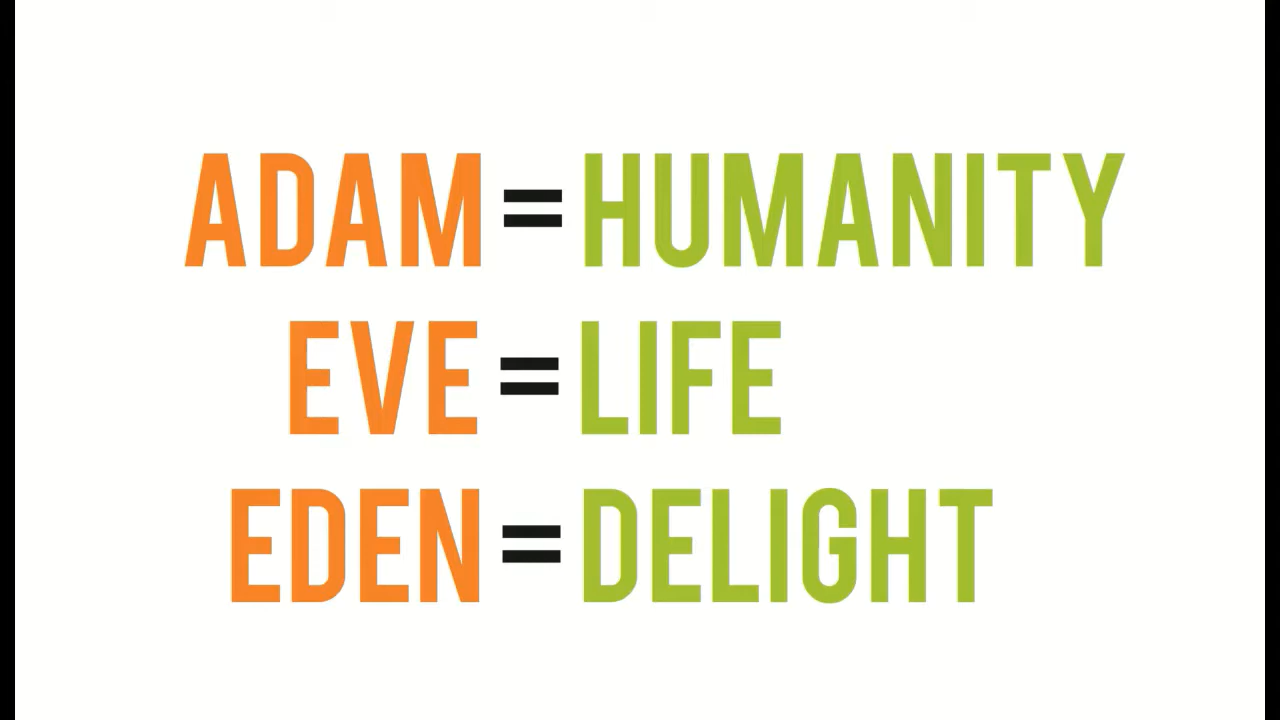 ADAM = HUMANITY
EVE = LIFE
EDEN = DELIGHT